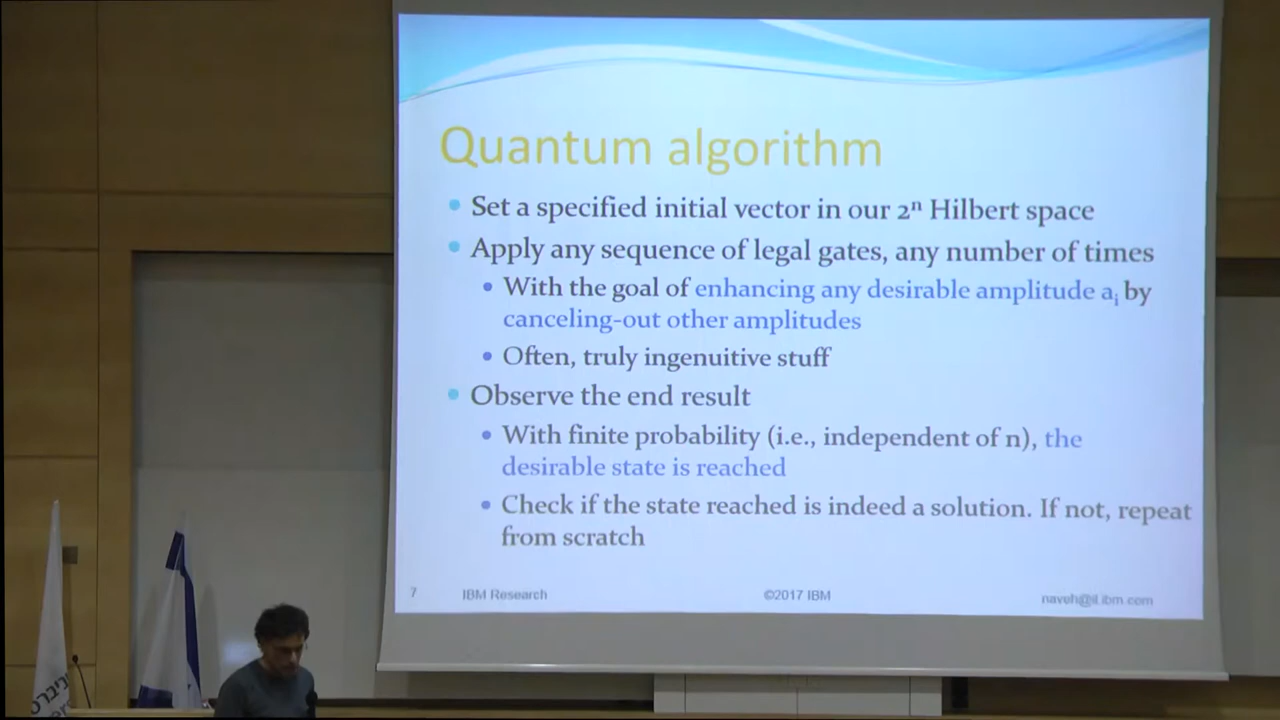 Quantum algorithm
Set a specified initial vector in our 2ⁿ Hilbert space
Apply any sequence of legal gates, any number of times
With the goal of enhancing any desirable amplitude aᵢ by
canceling-out other amplitudes
Often, truly ingenuitive stuff
Observe the end result
With finite probability (i.e., independent of n), the
desirable state is reached
Check if the state reached is indeed a solution. If not, repeat
from scratch
7 IBM Research ©2017 IBM naveh@il.ibm.com